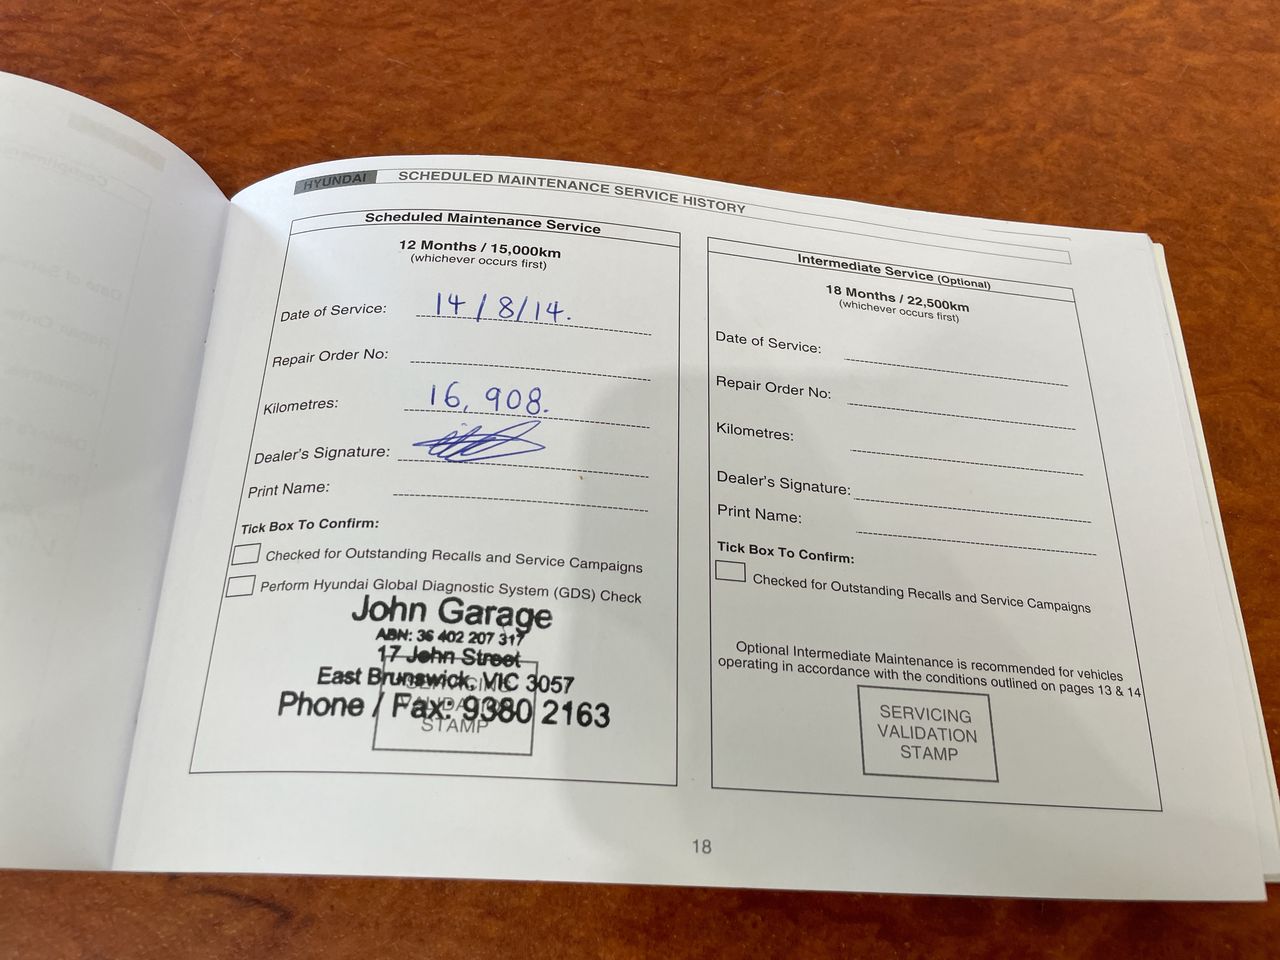 HYUNDAI SCHEDULED MAINTENANCE SERVICE HISTORY
Scheduled Maintenance Service
12 Months / 15,000km
(whichever occurs first)
Date of Service: 14/8/14.
Repair Order No:
Kilometres: 16,908.
Dealer's Signature:
Print Name:
Tick Box To Confirm:
Checked for Outstanding Recalls and Service Campaigns
Perform Hyundai Global Diagnostic System (GDS) Check
John Garage
ABN: 36 402 207 317
17 John Street
East Brunswick, VIC 3057
Phone / Fax: 9380 2163
SERVICING
VALIDATION
STAMP
Intermediate Service (Optional)
18 Months / 22,500km
(whichever occurs first)
Date of Service:
Repair Order No:
Kilometres:
Dealer's Signature:
Print Name:
Tick Box To Confirm:
Checked for Outstanding Recalls and Service Campaigns
Optional Intermediate Maintenance is recommended for vehicles
operating in accordance with the conditions outlined on pages 13 & 14
SERVICING
VALIDATION
STAMP
18